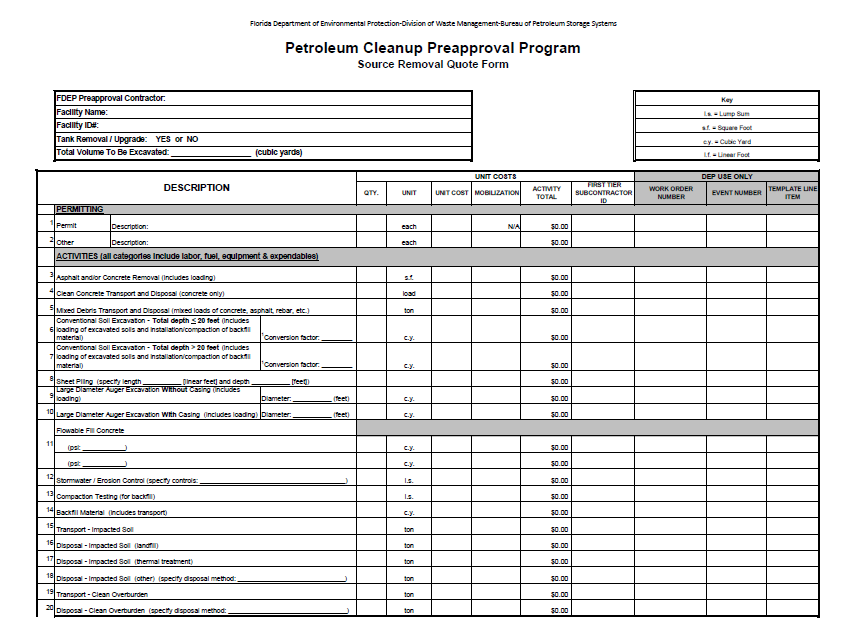 Florida Department of Environmental Protection-Division of Waste Management-Bureau of Petroleum Storage Systems
Petroleum Cleanup Preapproval Program
Source Removal Quote Form
FDEP Preapproval Contractor:
Facility Name:
Facility ID#:
Tank Removal / Upgrade: YES or NO
Total Volume To Be Excavated: ____________________ (cubic yards)
Key
l.s. = Lump Sum
s.f. = Square Foot
c.y. = Cubic Yard
l.f. = Linear Foot
DESCRIPTION UNIT COSTS DEP USE ONLY
QTY. UNIT UNIT COST MOBILIZATION ACTIVITY TOTAL FIRST TIER SUBCONTRACTOR ID WORK ORDER NUMBER EVENT NUMBER TEMPLATE LINE ITEM
PERMITTING
1 Permit Description: each N/A $0.00
2 Other Description: each $0.00
ACTIVITIES (all categories include labor, fuel, equipment & expendables)
3 Asphalt and/or Concrete Removal (includes loading) s.f. $0.00
4 Clean Concrete Transport and Disposal (concrete only) load $0.00
5 Mixed Debris Transport and Disposal (mixed loads of concrete, asphalt, rebar, etc.) ton $0.00
Conventional Soil Excavation - Total depth ≤ 20 feet (includes
6 loading of excavated soils and installation/compaction of backfill
material) ¹Conversion factor: ________ c.y. $0.00
Conventional Soil Excavation - Total depth > 20 feet (includes
7 loading of excavated soils and installation/compaction of backfill
material) ¹Conversion factor: ________ c.y. $0.00
8 Sheet Piling (specify length __________ [linear feet] and depth __________ [feet]) $0.00
Large Diameter Auger Excavation Without Casing (includes
9 loading) Diameter: __________ (feet) c.y. $0.00
10 Large Diameter Auger Excavation With Casing (includes loading) Diameter: __________ (feet) c.y. $0.00
Flowable Fill Concrete
11 (psi: ___________) c.y. $0.00
(psi: ___________) c.y. $0.00
12 Stormwater / Erosion Control (specify controls: ______________________________________) l.s. $0.00
13 Compaction Testing (for backfill) l.s. $0.00
14 Backfill Material (includes transport) c.y. $0.00
15 Transport - Impacted Soil ton $0.00
16 Disposal - Impacted Soil (landfill) ton $0.00
17 Disposal - Impacted Soil (thermal treatment) ton $0.00
18 Disposal - Impacted Soil (other) (specify disposal method: ____________________________) ton $0.00
19 Transport - Clean Overburden ton $0.00
20 Disposal - Clean Overburden (specify disposal method: ______________________________) ton $0.00